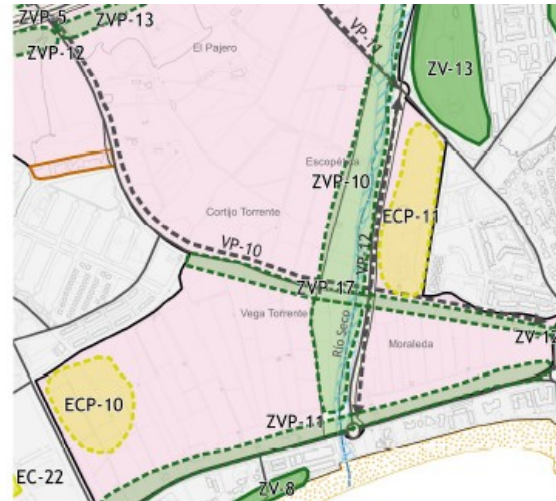 ZVP-5
ZVP-13
VP-11
ZVP-12
El Pajero
ZV-13
Escopética
ZVP-10
ECP-11
Cortijo Torrente
VP-10
VP-12
ZVP-17
Vega Torrente
Río Seco
Moraleda
ZV-12
ECP-10
ZVP-11
EC-22
ZV-8